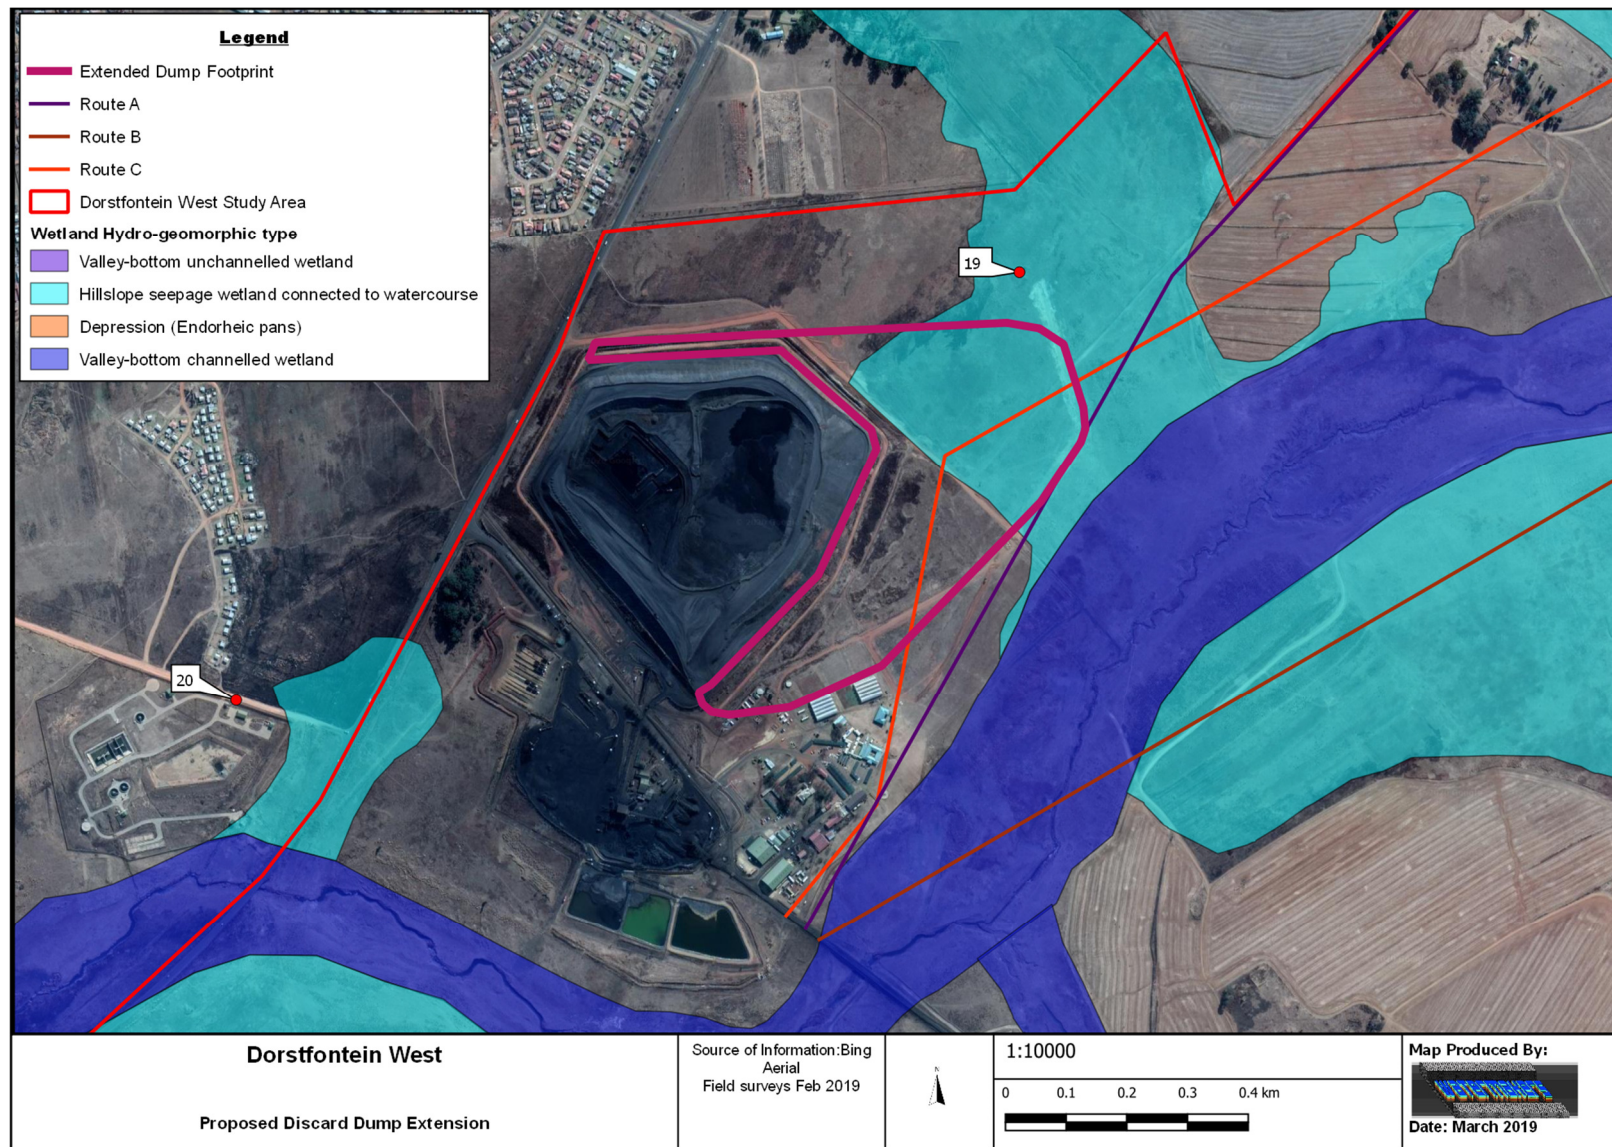 Legend
Extended Dump Footprint
Route A
Route B
Route C
Dorstfontein West Study Area
Wetland Hydro-geomorphic type
Valley-bottom unchannelled wetland
Hillslope seepage wetland connected to watercourse
Depression (Endorheic pans)
Valley-bottom channelled wetland
19
20
Dorstfontein West
Proposed Discard Dump Extension
Source of Information:Bing
Aerial
Field surveys Feb 2019
N
1:10000
0 0.1 0.2 0.3 0.4 km
Map Produced By:
Date: March 2019